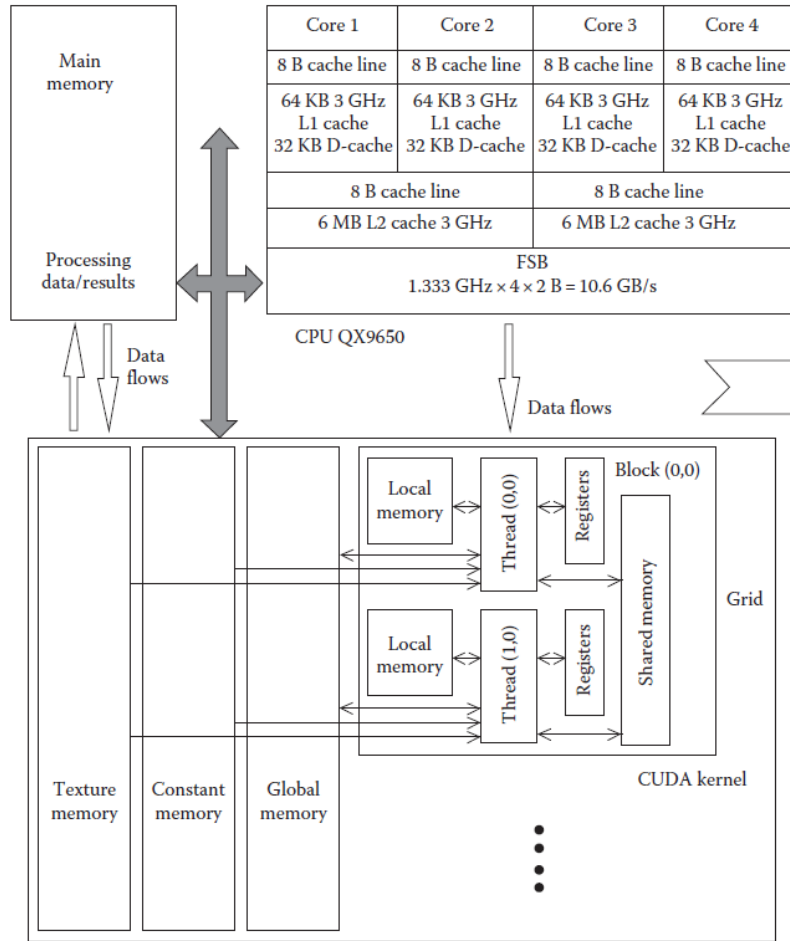 Main
memory
Processing
data/results
Core 1
Core 2
Core 3
Core 4
8 B cache line
8 B cache line
8 B cache line
8 B cache line
64 KB 3 GHz
L1 cache
32 KB D-cache
64 KB 3 GHz
L1 cache
32 KB D-cache
64 KB 3 GHz
L1 cache
32 KB D-cache
64 KB 3 GHz
L1 cache
32 KB D-cache
8 B cache line
8 B cache line
6 MB L2 cache 3 GHz
6 MB L2 cache 3 GHz
FSB
1.333 GHz × 4 × 2 B = 10.6 GB/s
CPU QX9650
Data
flows
Data flows
Local
memory
Thread (0,0)
Registers
Block (0,0)
Shared memory
Grid
Local
memory
Thread (1,0)
Registers
CUDA kernel
Texture
memory
Constant
memory
Global
memory